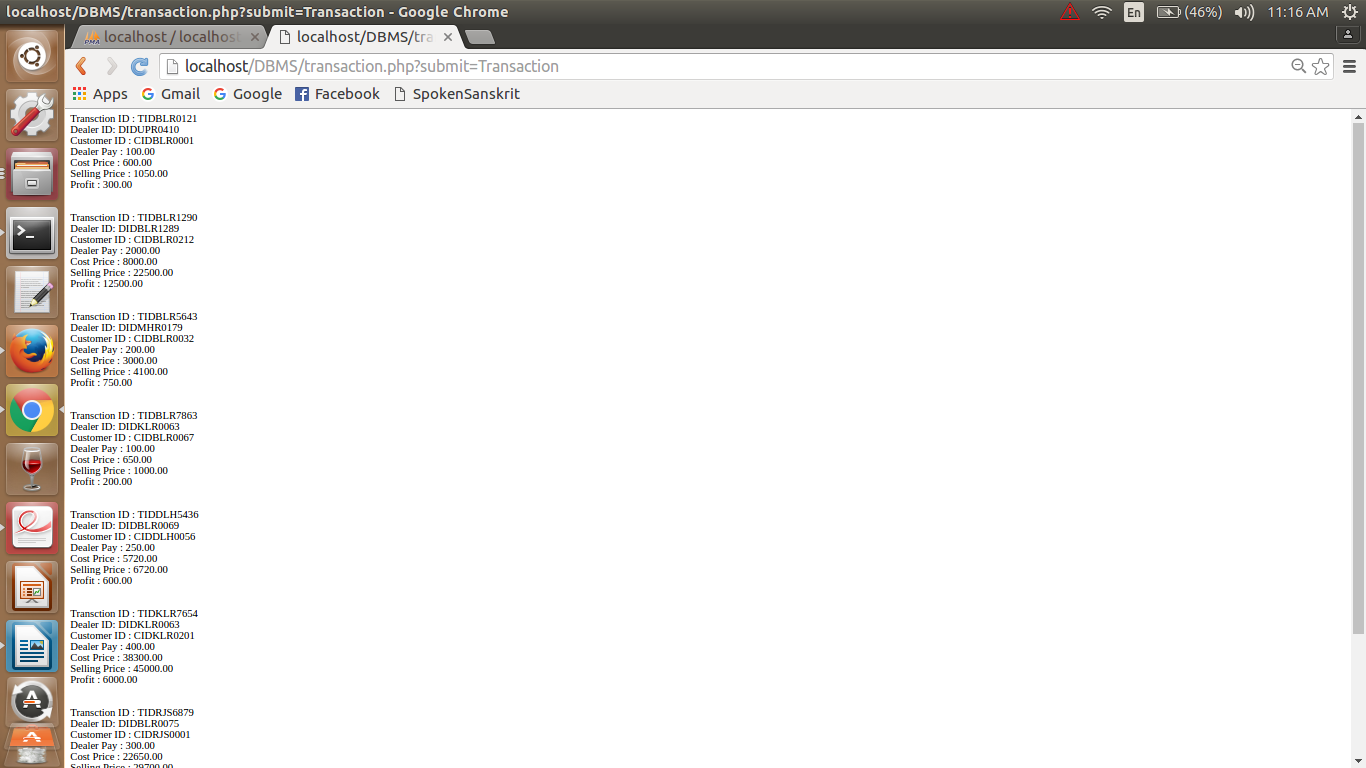 localhost/DBMS/transaction.php?submit=Transaction - Google Chrome
En
(46%)
11:16 AM
localhost / localhost
localhost/DBMS/tra
localhost/DBMS/transaction.php?submit=Transaction
Apps Gmail Google Facebook SpokenSanskrit
Transction ID : TIDBLR0121
Dealer ID: DIDUPR0410
Customer ID : CIDBLR0001
Dealer Pay : 100.00
Cost Price : 600.00
Selling Price : 1050.00
Profit : 300.00
Transction ID : TIDBLR1290
Dealer ID: DIDBLR1289
Customer ID : CIDBLR0212
Dealer Pay : 2000.00
Cost Price : 8000.00
Selling Price : 22500.00
Profit : 12500.00
Transction ID : TIDBLR5643
Dealer ID: DIDMHR0179
Customer ID : CIDBLR0032
Dealer Pay : 200.00
Cost Price : 3000.00
Selling Price : 4100.00
Profit : 750.00
Transction ID : TIDBLR7863
Dealer ID: DIDKLR0063
Customer ID : CIDBLR0067
Dealer Pay : 100.00
Cost Price : 650.00
Selling Price : 1000.00
Profit : 200.00
Transction ID : TIDDLH5436
Dealer ID: DIDBLR0069
Customer ID : CIDDLH0056
Dealer Pay : 250.00
Cost Price : 5720.00
Selling Price : 6720.00
Profit : 600.00
Transction ID : TIDKLR7654
Dealer ID: DIDKLR0063
Customer ID : CIDKLR0201
Dealer Pay : 400.00
Cost Price : 38300.00
Selling Price : 45000.00
Profit : 6000.00
Transction ID : TIDRJS6879
Dealer ID: DIDBLR0075
Customer ID : CIDRJS0001
Dealer Pay : 300.00
Cost Price : 22650.00
Selling Price : 29700.00